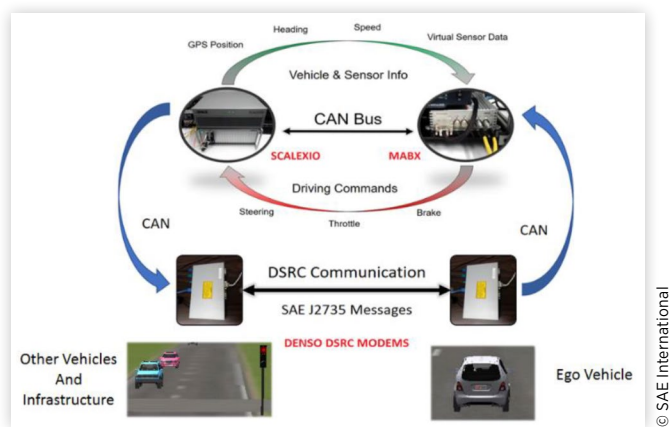 Heading
Speed
GPS Position
Virtual Sensor Data
Vehicle & Sensor Info
CAN Bus
SCALEXIO
MABX
Driving Commands
Steering
Brake
Throttle
CAN
CAN
DSRC Communication
SAE J2735 Messages
DENSO DSRC MODEMS
Other Vehicles
And
Infrastructure
Ego Vehicle
© SAE International